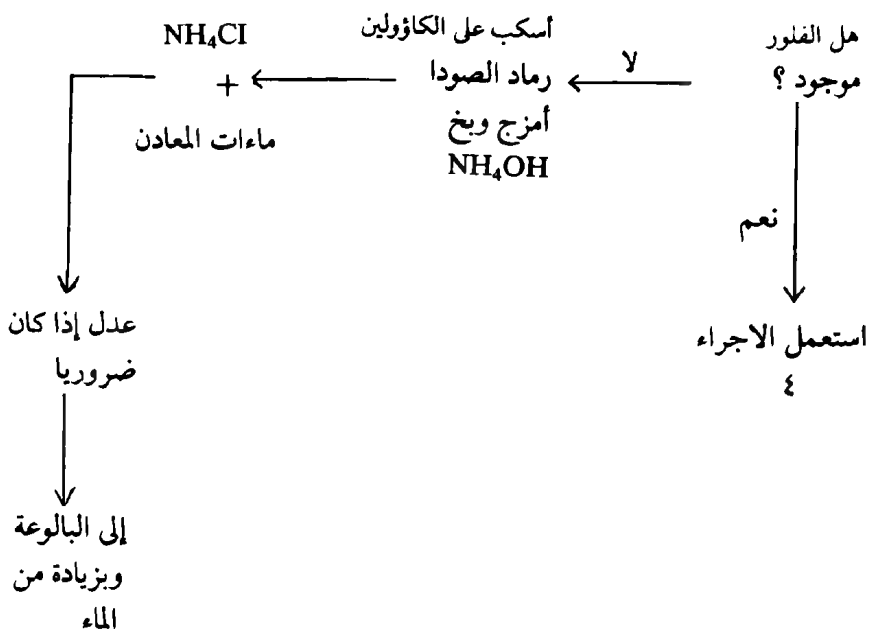 هل الفلور
موجود ؟
لا
أسكب على الكاؤولين
رماد الصودا
أمزج وبخ
NH₄OH
NH₄CI
+
ماءات المعادن
نعم
استعمل الاجراء
٤
عدل إذا كان
ضروريا
إلى البالوعة
وبزيادة من
الماء